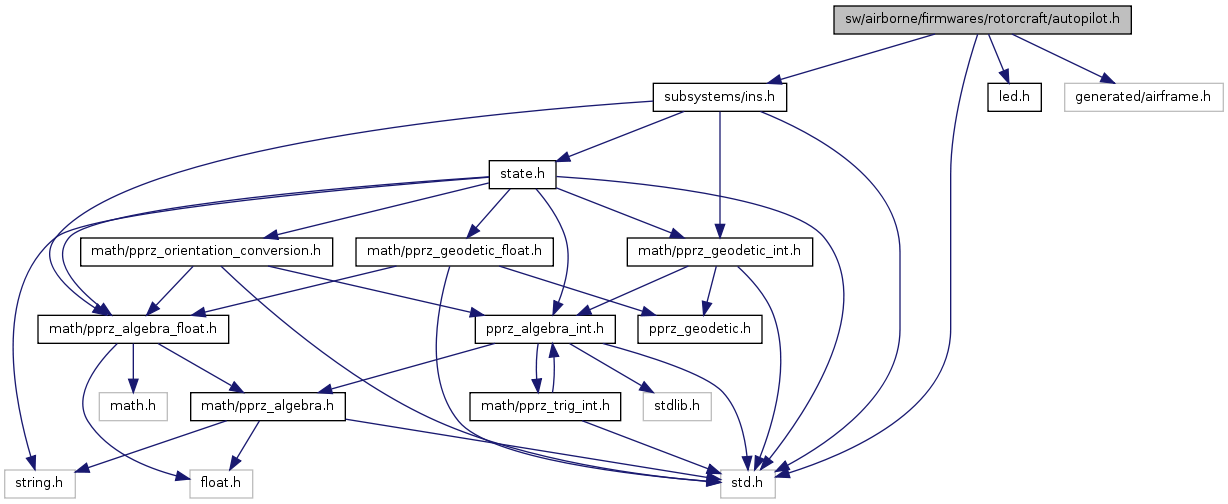 sw/airborne/firmwares/rotorcraft/autopilot.h
subsystems/ins.h
led.h
generated/airframe.h
state.h
math/pprz_orientation_conversion.h
math/pprz_geodetic_float.h
math/pprz_geodetic_int.h
math/pprz_algebra_float.h
pprz_algebra_int.h
pprz_geodetic.h
math.h
math/pprz_algebra.h
math/pprz_trig_int.h
stdlib.h
string.h
float.h
std.h